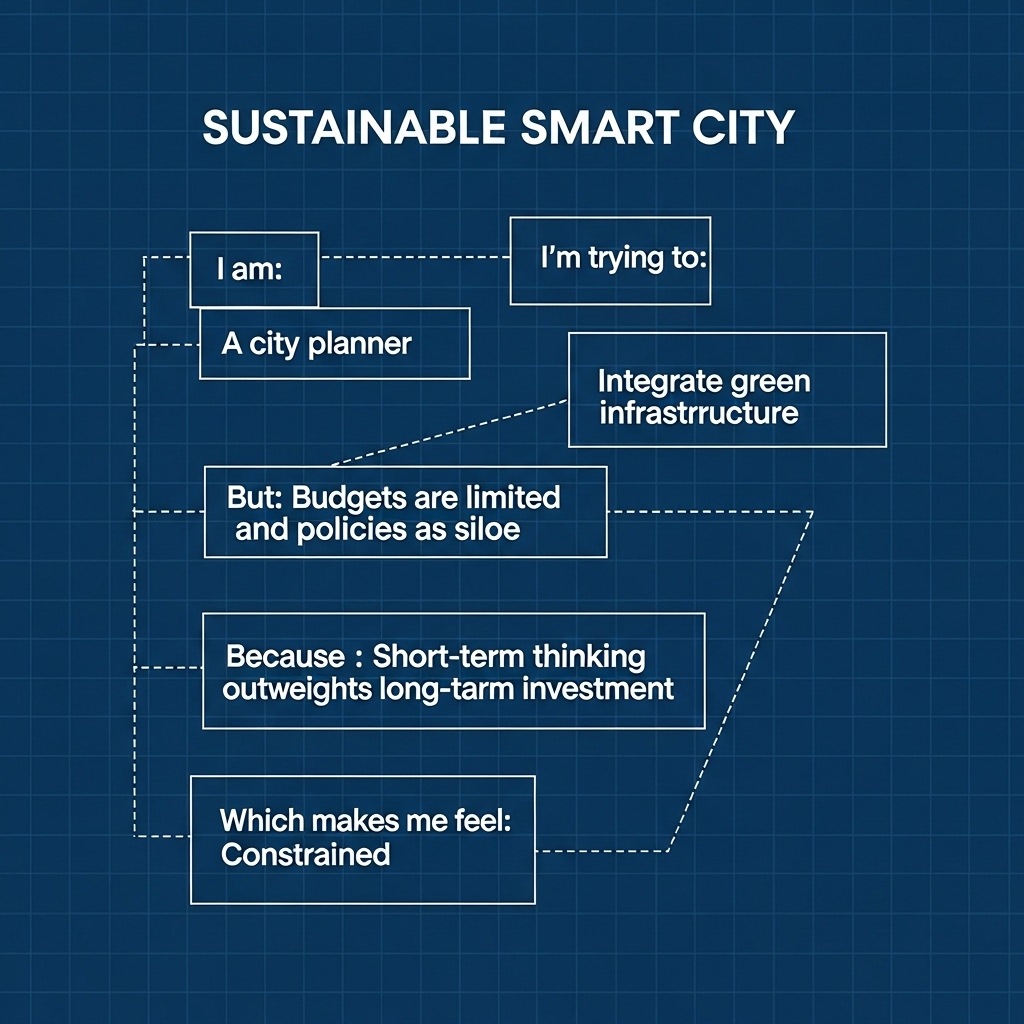 SUSTAINABLE SMART CITY
I am:
I'm trying to:
A city planner
Integrate green
infrastrructure
But: Budgets are limited
and policies as siloe
Because : Short-term thinking
outweights long-tarm investment
Which makes me feel:
Constrained